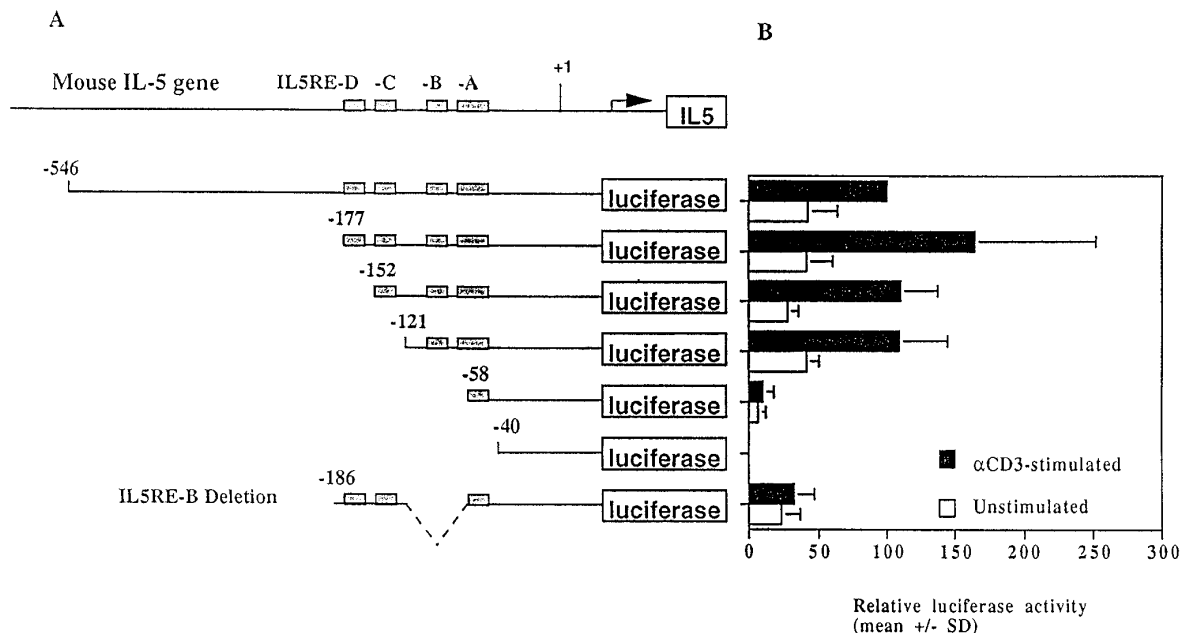 A
B
Mouse IL-5 gene
IL5RE-D -C -B -A
+1
IL5
-546
luciferase
-177
luciferase
-152
luciferase
-121
luciferase
-58
luciferase
-40
luciferase
IL5RE-B Deletion
-186
luciferase
αCD3-stimulated
Unstimulated
0 50 100 150 200 250 300
Relative luciferase activity
(mean +/- SD)